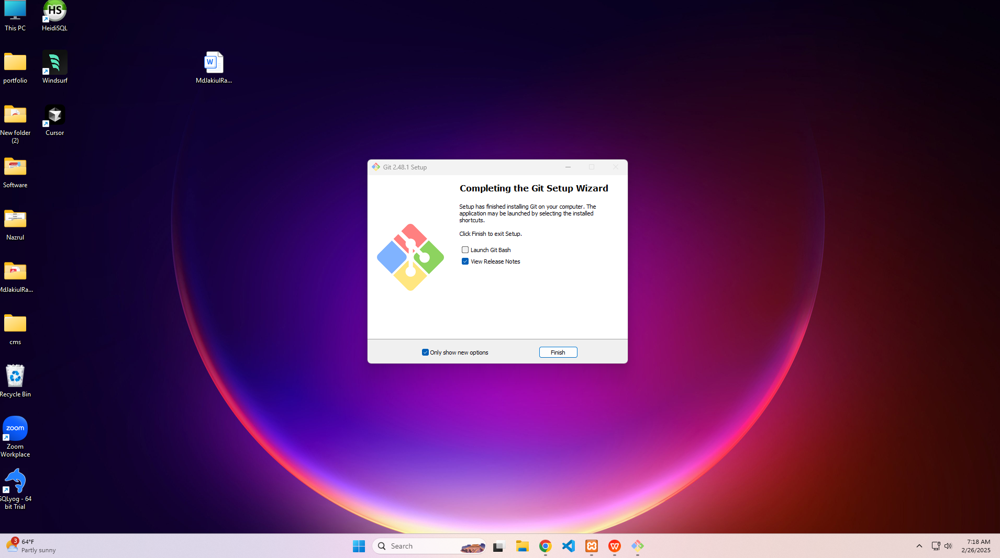 This PC
HS
HeidiSQL
portfolio
Windsurf
W
MdJakiulRa...
New folder
(2)
Cursor
Software
Nazrul
MdJakiulRa...
cms
Recycle Bin
zoom
Zoom
Workplace
SQLyog - 64
bit Trial
Git 2.48.1 Setup
Completing the Git Setup Wizard
Setup has finished installing Git on your computer. The
application may be launched by selecting the installed
shortcuts.
Click Finish to exit Setup.
Launch Git Bash
View Release Notes
Only show new options
Finish
3
64°F
Partly sunny
Search
7:18 AM
2/26/2025